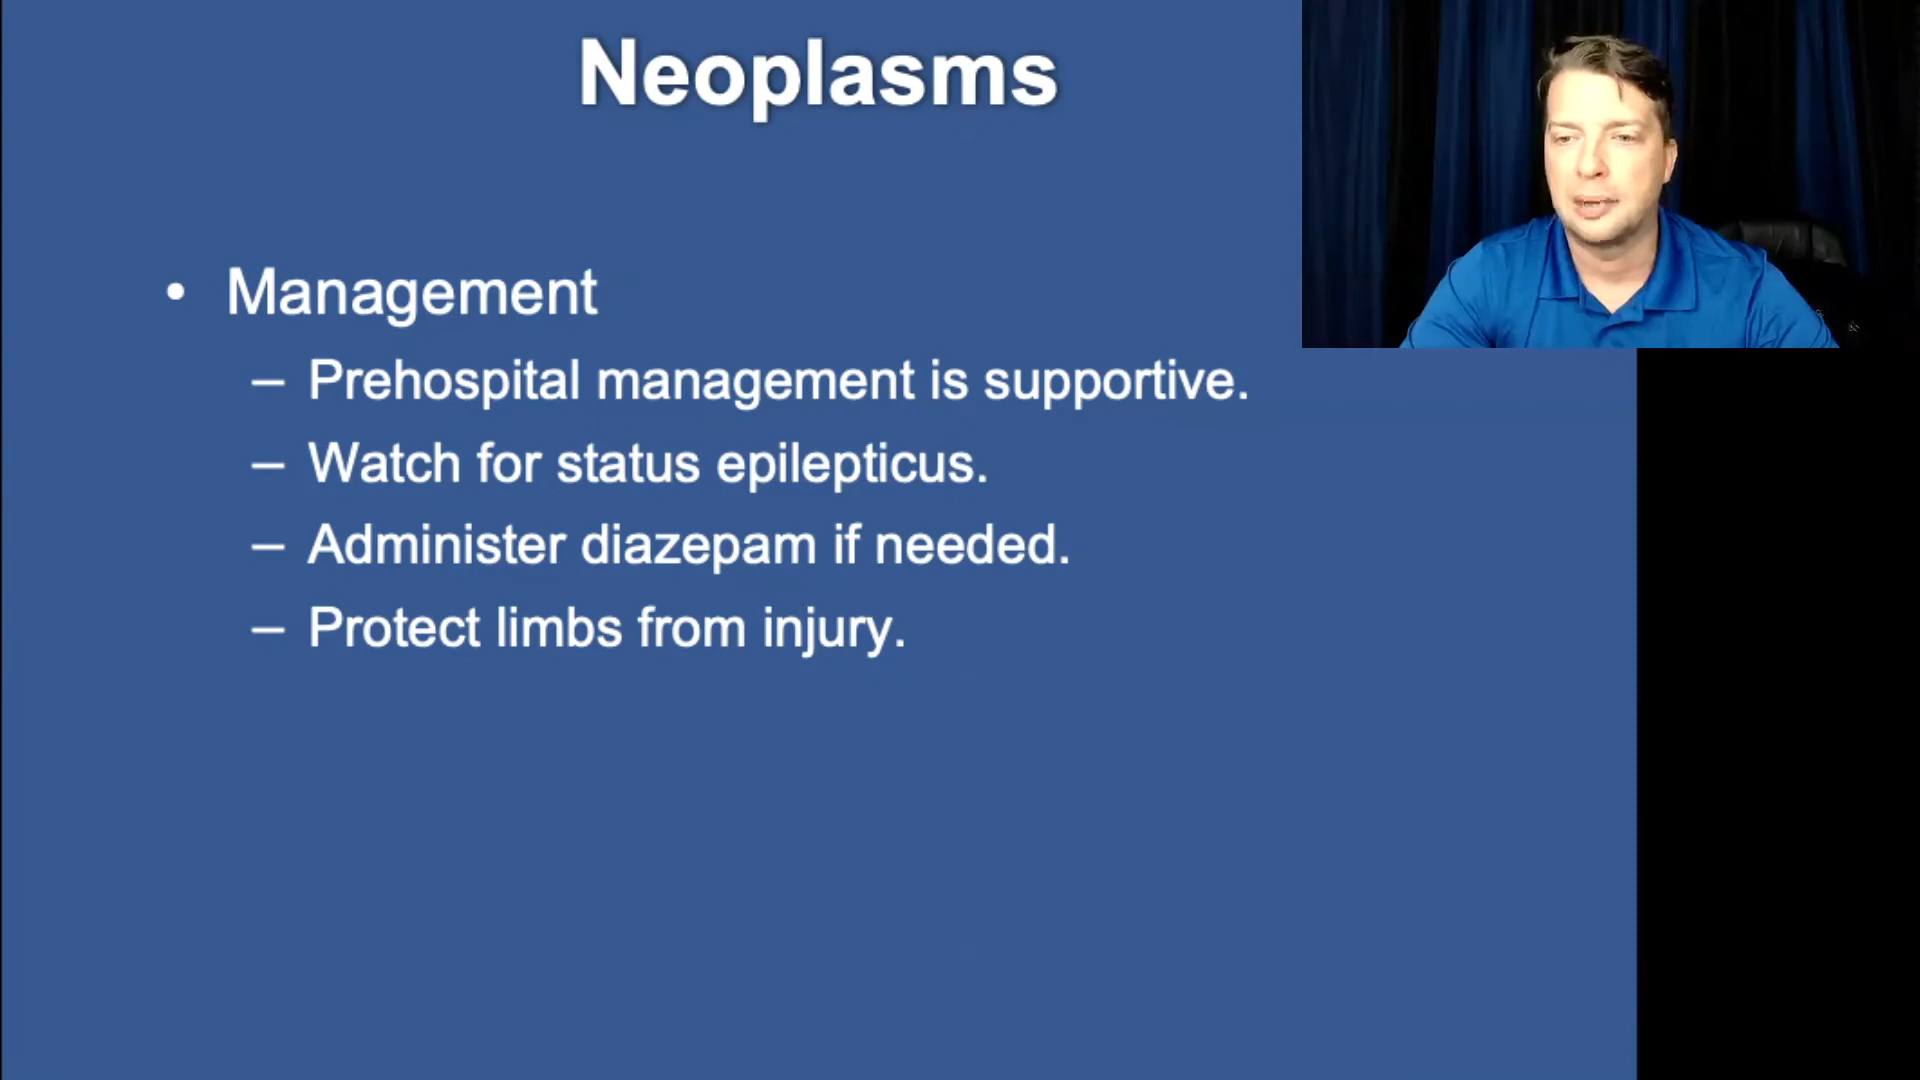 Neoplasms
• Management
– Prehospital management is supportive.
– Watch for status epilepticus.
– Administer diazepam if needed.
– Protect limbs from injury.